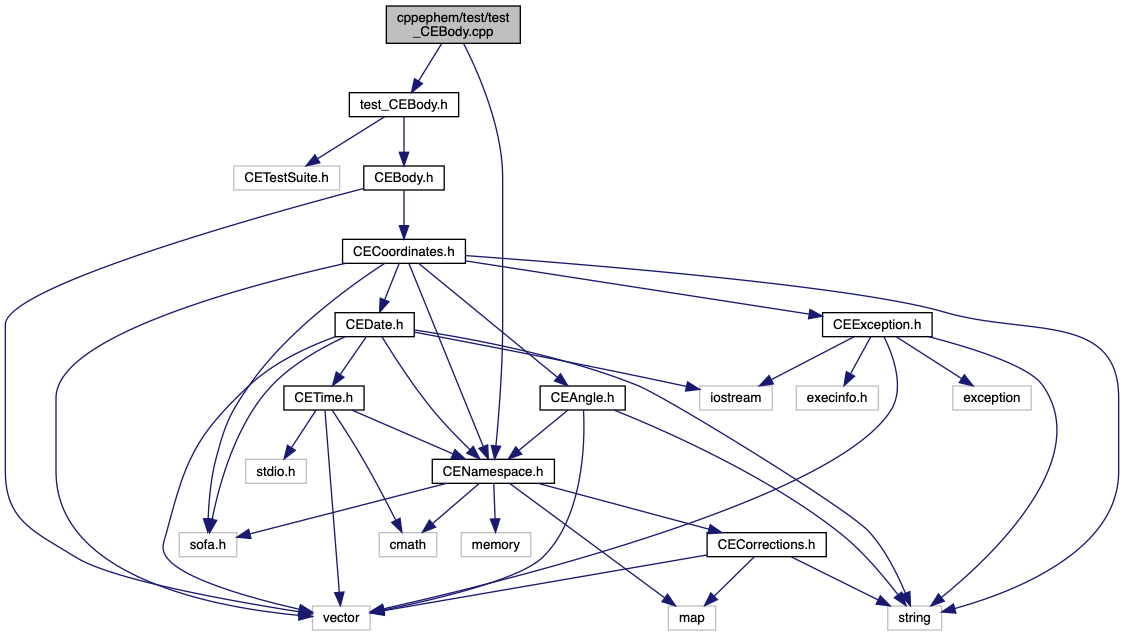 cppephem/test/test
_CEBody.cpp
test_CEBody.h
CETestSuite.h
CEBody.h
CECoordinates.h
CEDate.h
CEException.h
CETime.h
CEAngle.h
iostream
execinfo.h
exception
stdio.h
CENamespace.h
sofa.h
cmath
memory
CECorrections.h
vector
map
string